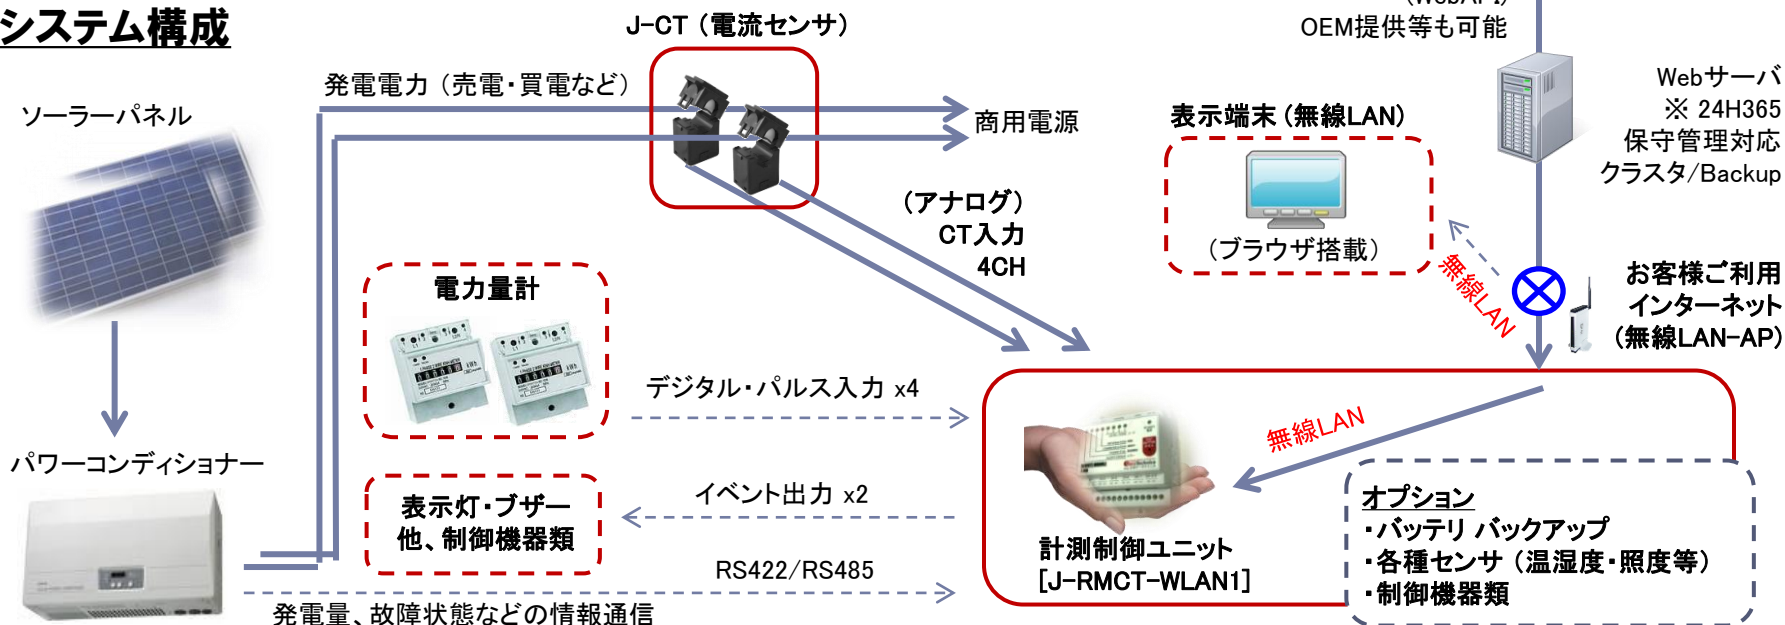 システム構成
J-CT（電流センサ）
(WebAPI)
OEM提供等も可能
発電電力（売電・買電など）
ソーラーパネル
商用電源
表示端末（無線LAN）
Webサーバ
※ 24H365
保守管理対応
クラスタ/Backup
（アナログ）
CT入力
4CH
（ブラウザ搭載）
無線LAN
お客様ご利用
インターネット
（無線LAN-AP）
電力量計
デジタル・パルス入力 x4
パワーコンディショナー
表示灯・ブザー
他、制御機器類
イベント出力 x2
無線LAN
計測制御ユニット
[J-RMCT-WLAN1]
オプション
・バッテリ バックアップ
・各種センサ（温湿度・照度等）
・制御機器類
RS422/RS485
発電量、故障状態などの情報通信